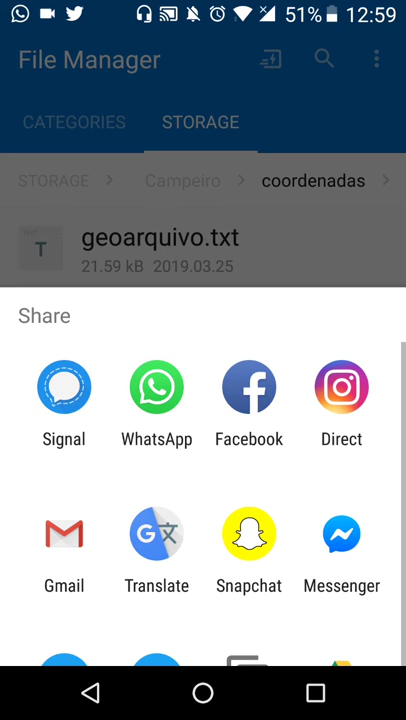 51% 12:59
File Manager
CATEGORIES STORAGE
STORAGE > Campeiro > coordenadas >
T
geoarquivo.txt
21.59 kB 2019.03.25
Share
Signal WhatsApp Facebook Direct
Gmail Translate Snapchat Messenger